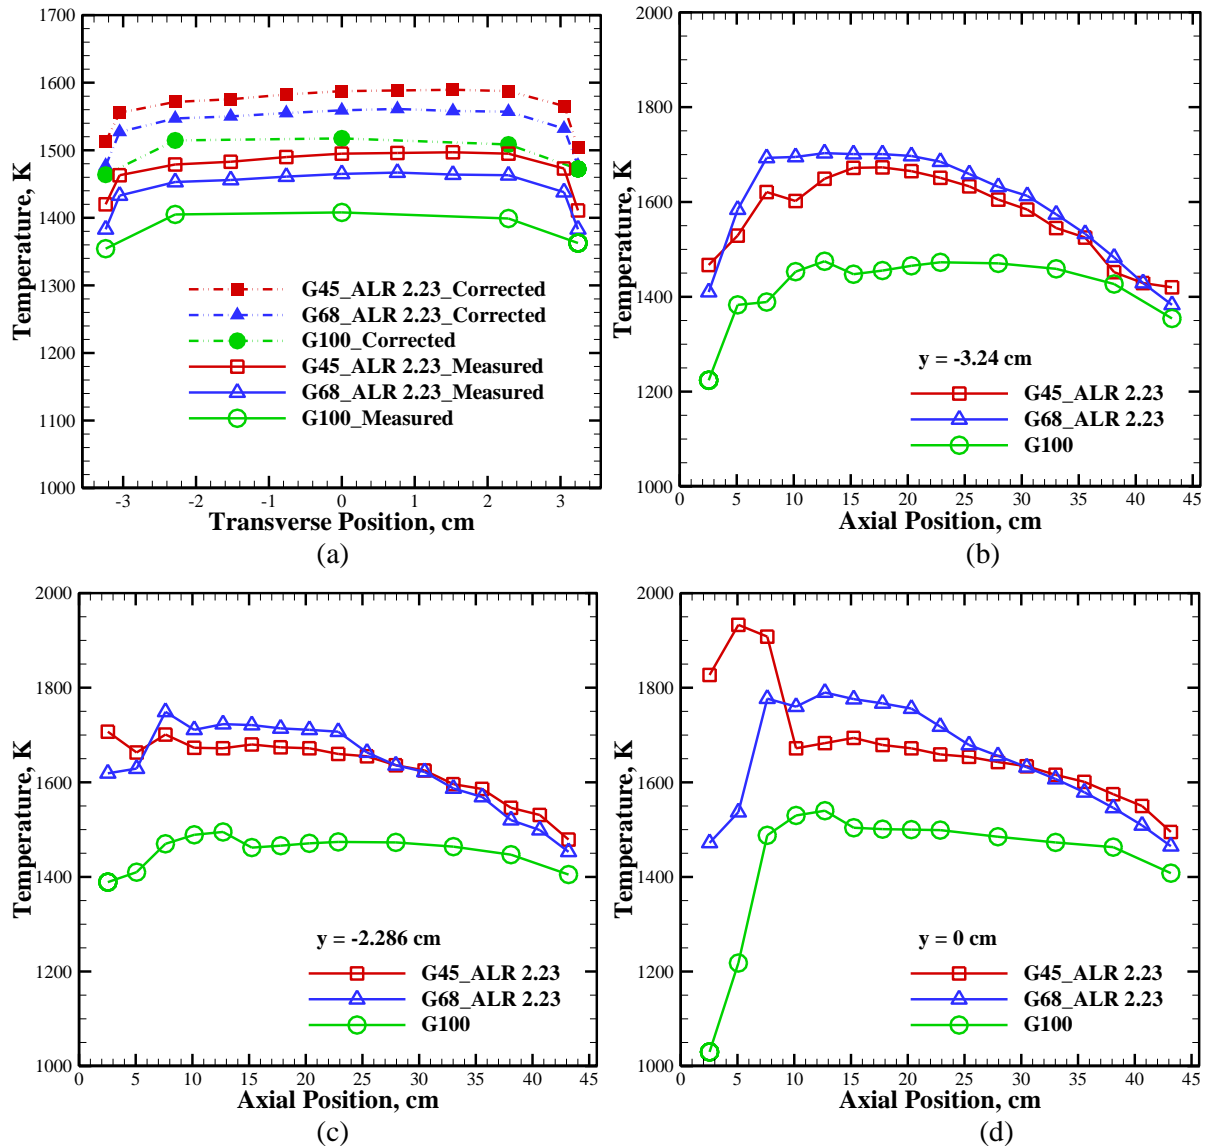 1700
1600
1500
1400
1300
1200
1100
1000
Temperature, K
G45_ALR 2.23_Corrected
G68_ALR 2.23_Corrected
G100_Corrected
G45_ALR 2.23_Measured
G68_ALR 2.23_Measured
G100_Measured
-3 -2 -1 0 1 2 3
Transverse Position, cm
(a)
2000
1800
1600
1400
1200
1000
Temperature, K
y = -3.24 cm
G45_ALR 2.23
G68_ALR 2.23
G100
0 5 10 15 20 25 30 35 40 45
Axial Position, cm
(b)
2000
1800
1600
1400
1200
1000
Temperature, K
y = -2.286 cm
G45_ALR 2.23
G68_ALR 2.23
G100
0 5 10 15 20 25 30 35 40 45
Axial Position, cm
(c)
2000
1800
1600
1400
1200
1000
Temperature, K
y = 0 cm
G45_ALR 2.23
G68_ALR 2.23
G100
0 5 10 15 20 25 30 35 40 45
Axial Position, cm
(d)